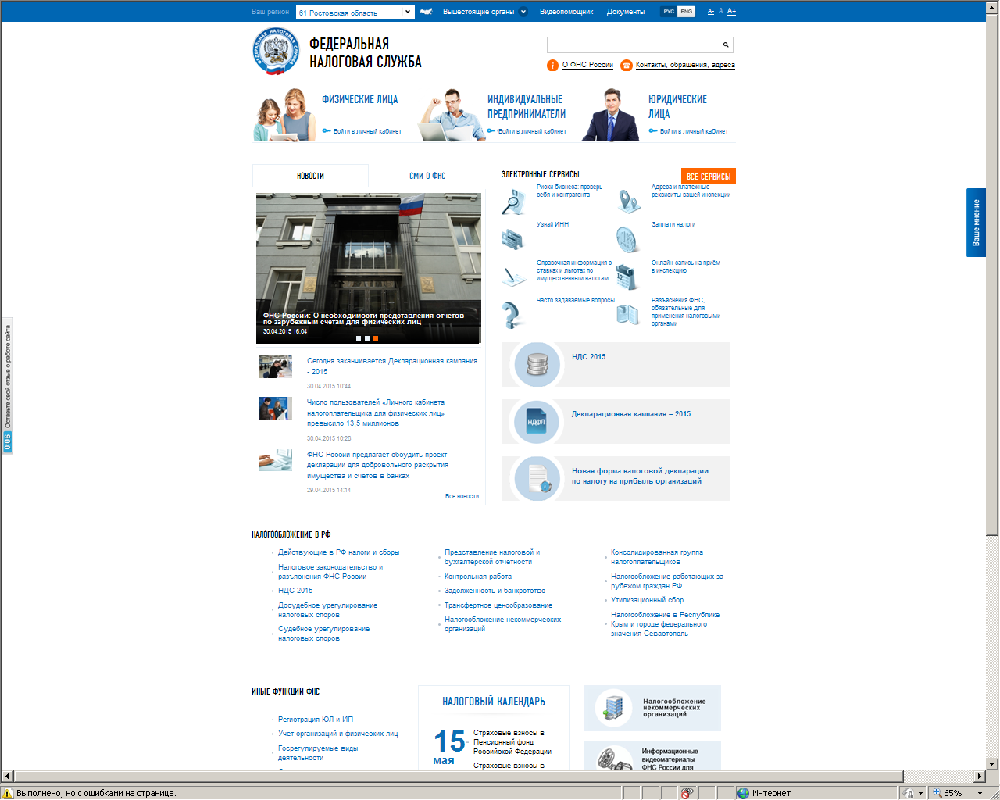 Ваш регион
61 Ростовская область
Вышестоящие органы
Видеопомощник
Документы
РУС ENG
A- A A+
ФЕДЕРАЛЬНАЯ
НАЛОГОВАЯ СЛУЖБА
О ФНС России
Контакты, обращения, адреса
ФИЗИЧЕСКИЕ ЛИЦА
Войти в личный кабинет
ИНДИВИДУАЛЬНЫЕ
ПРЕДПРИНИМАТЕЛИ
Войти в личный кабинет
ЮРИДИЧЕСКИЕ
ЛИЦА
Войти в личный кабинет
НОВОСТИ
СМИ О ФНС
ФНС России: О необходимости представления отчетов
по зарубежным счетам для физических лиц
30.04.2015 16:04
Сегодня заканчивается Декларационная кампания
- 2015
30.04.2015 10:44
Число пользователей «Личного кабинета
налогоплательщика для физических лиц»
превысило 13,5 миллионов
30.04.2015 10:28
ФНС России предлагает обсудить проект
декларации для добровольного раскрытия
имущества и счетов в банках
29.04.2015 14:14
Все новости
ЭЛЕКТРОННЫЕ СЕРВИСЫ
ВСЕ СЕРВИСЫ
Риски бизнеса: проверь
себя и контрагента
Адреса и платежные
реквизиты вашей инспекции
Узнай ИНН
Заплати налоги
Справочная информация о
ставках и льготах по
имущественным налогам
Онлайн-запись на приём
в инспекцию
Часто задаваемые вопросы
Разъяснения ФНС,
обязательные для
применения налоговыми
органами
НДС 2015
НДФЛ
Декларационная кампания – 2015
Новая форма налоговой декларации
по налогу на прибыль организаций
Ваше мнение
Оставьте свой отзыв о работе сайта
0:06
НАЛОГООБЛОЖЕНИЕ В РФ
Действующие в РФ налоги и сборы
Налоговое законодательство и
разъяснения ФНС России
НДС 2015
Досудебное урегулирование
налоговых споров
Судебное урегулирование
налоговых споров
Представление налоговой и
бухгалтерской отчетности
Контрольная работа
Задолженность и банкротство
Трансфертное ценообразование
Налогообложение некоммерческих
организаций
Консолидированная группа
налогоплательщиков
Налогообложение работающих за
рубежом граждан РФ
Утилизационный сбор
Налогообложение в Республике
Крым и городе федерального
значения Севастополь
ИНЫЕ ФУНКЦИИ ФНС
Регистрация ЮЛ и ИП
Учет организаций и физических лиц
Госрегулируемые виды
деятельности
НАЛОГОВЫЙ КАЛЕНДАРЬ
15
мая
Страховые взносы в
Пенсионный фонд
Российской Федерации
Страховые взносы в
Налогообложение
некоммерческих
организаций
Информационные
видеоматериалы
ФНС России для
Выполнено, но с ошибками на странице.
Интернет
65%